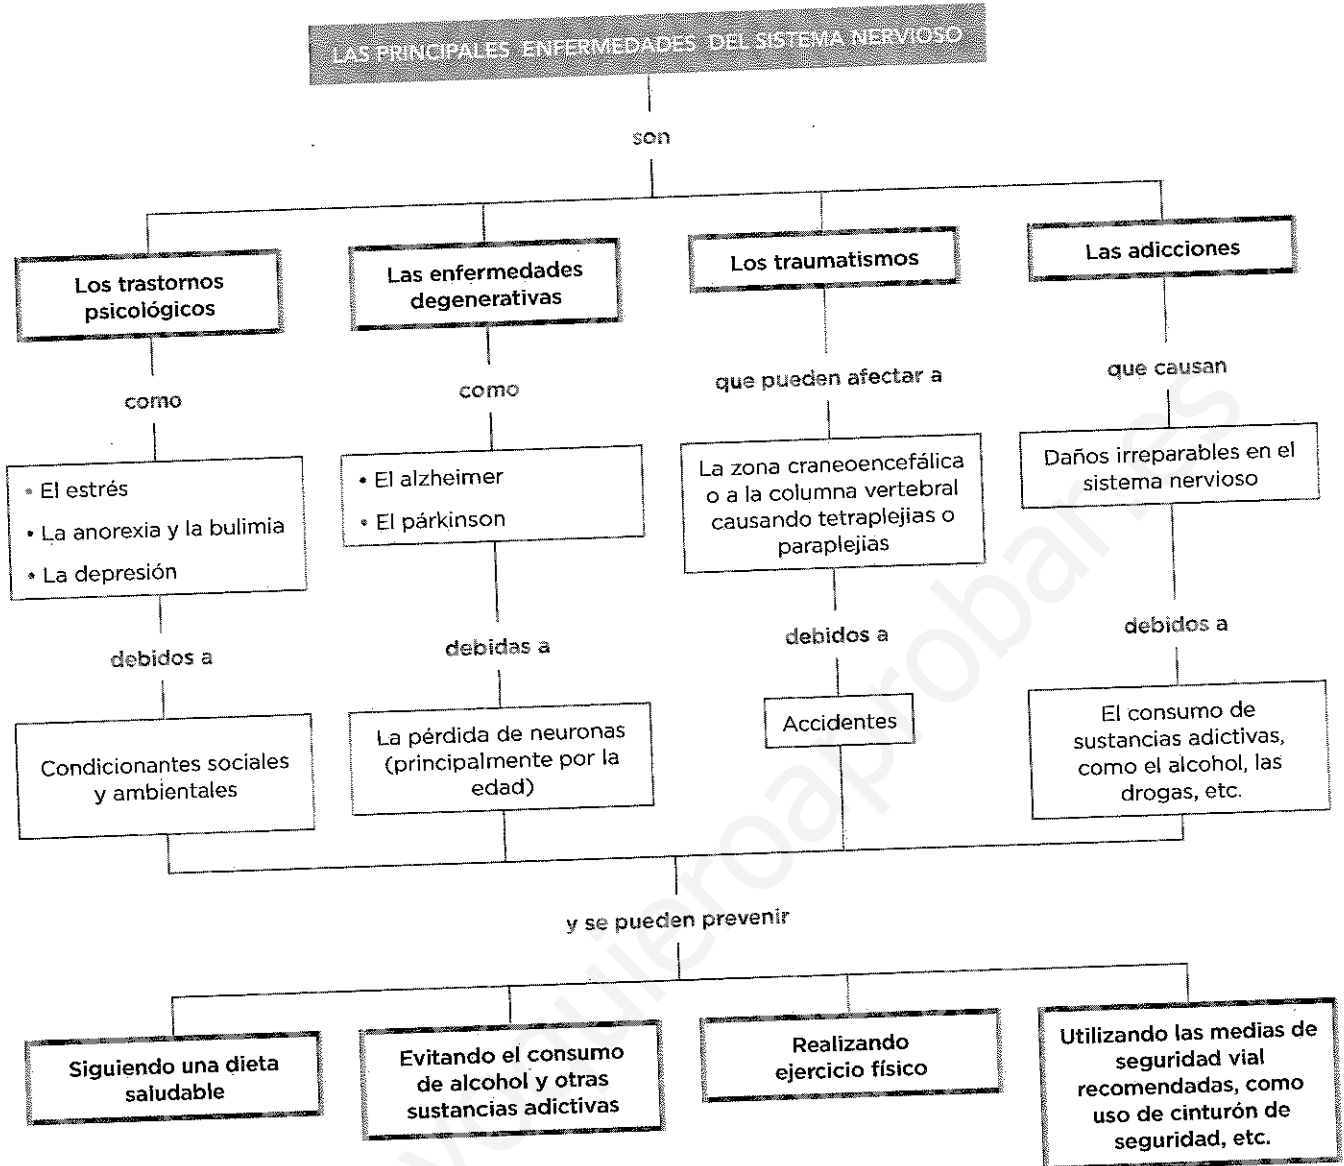 LAS PRINCIPALES ENFERMEDADES DEL SISTEMA NERVIOSO
son
Los trastornos
psicológicos
Las enfermedades
degenerativas
Los traumatismos
Las adicciones
como
como
que pueden afectar a
que causan
• El estrés
• La anorexia y la bulimia
• La depresión
• El alzheimer
• El párkinson
La zona craneoencefálica
o a la columna vertebral
causando tetraplejias o
paraplejias
Daños irreparables en el
sistema nervioso
debidos a
debidas a
debidos a
debidos a
Condicionantes sociales
y ambientales
La pérdida de neuronas
(principalmente por la
edad)
Accidentes
El consumo de
sustancias adictivas,
como el alcohol, las
drogas, etc.
y se pueden prevenir
Siguiendo una dieta
saludable
Evitando el consumo
de alcohol y otras
sustancias adictivas
Realizando
ejercicio físico
Utilizando las medias de
seguridad vial
recomendadas, como
uso de cinturón de
seguridad, etc.
yoquieroaprobar.es